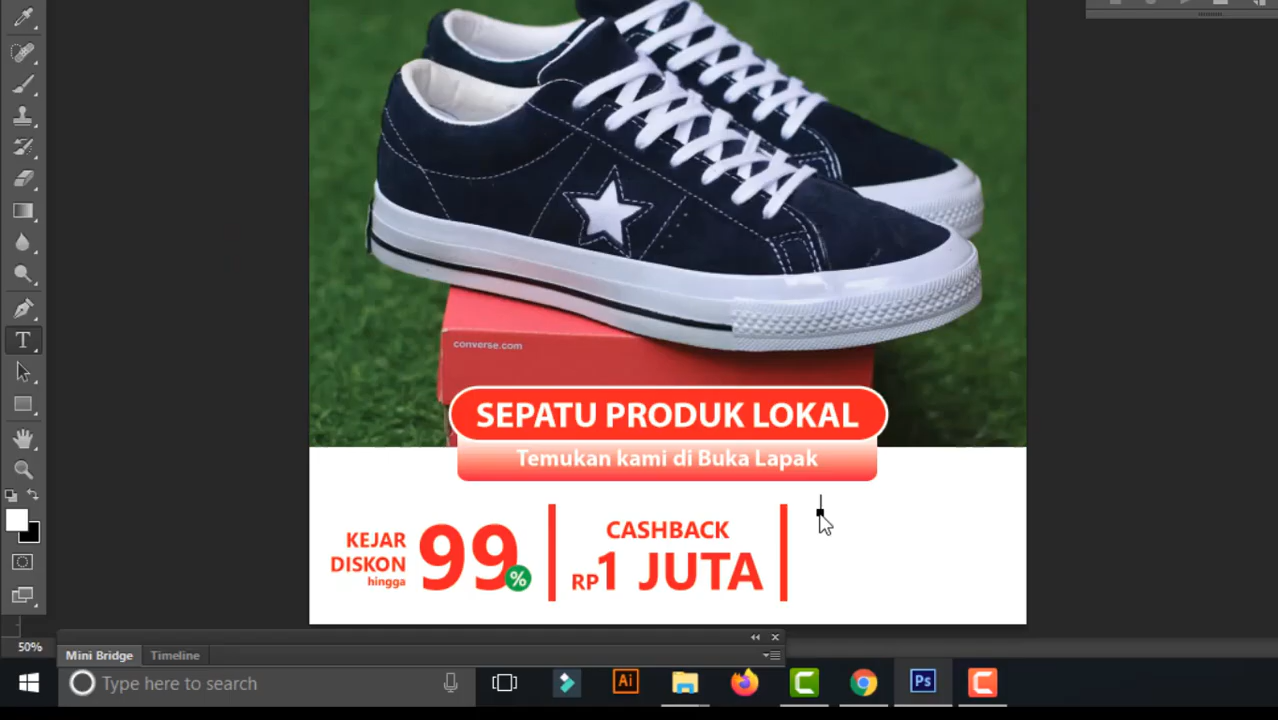 converse.com
SEPATU PRODUK LOKAL
Temukan kami di Buka Lapak
KEJAR
DISKON
hingga
99%
CASHBACK
RP1 JUTA
T
50%
Mini Bridge
Timeline
Type here to search
Ai
Ps